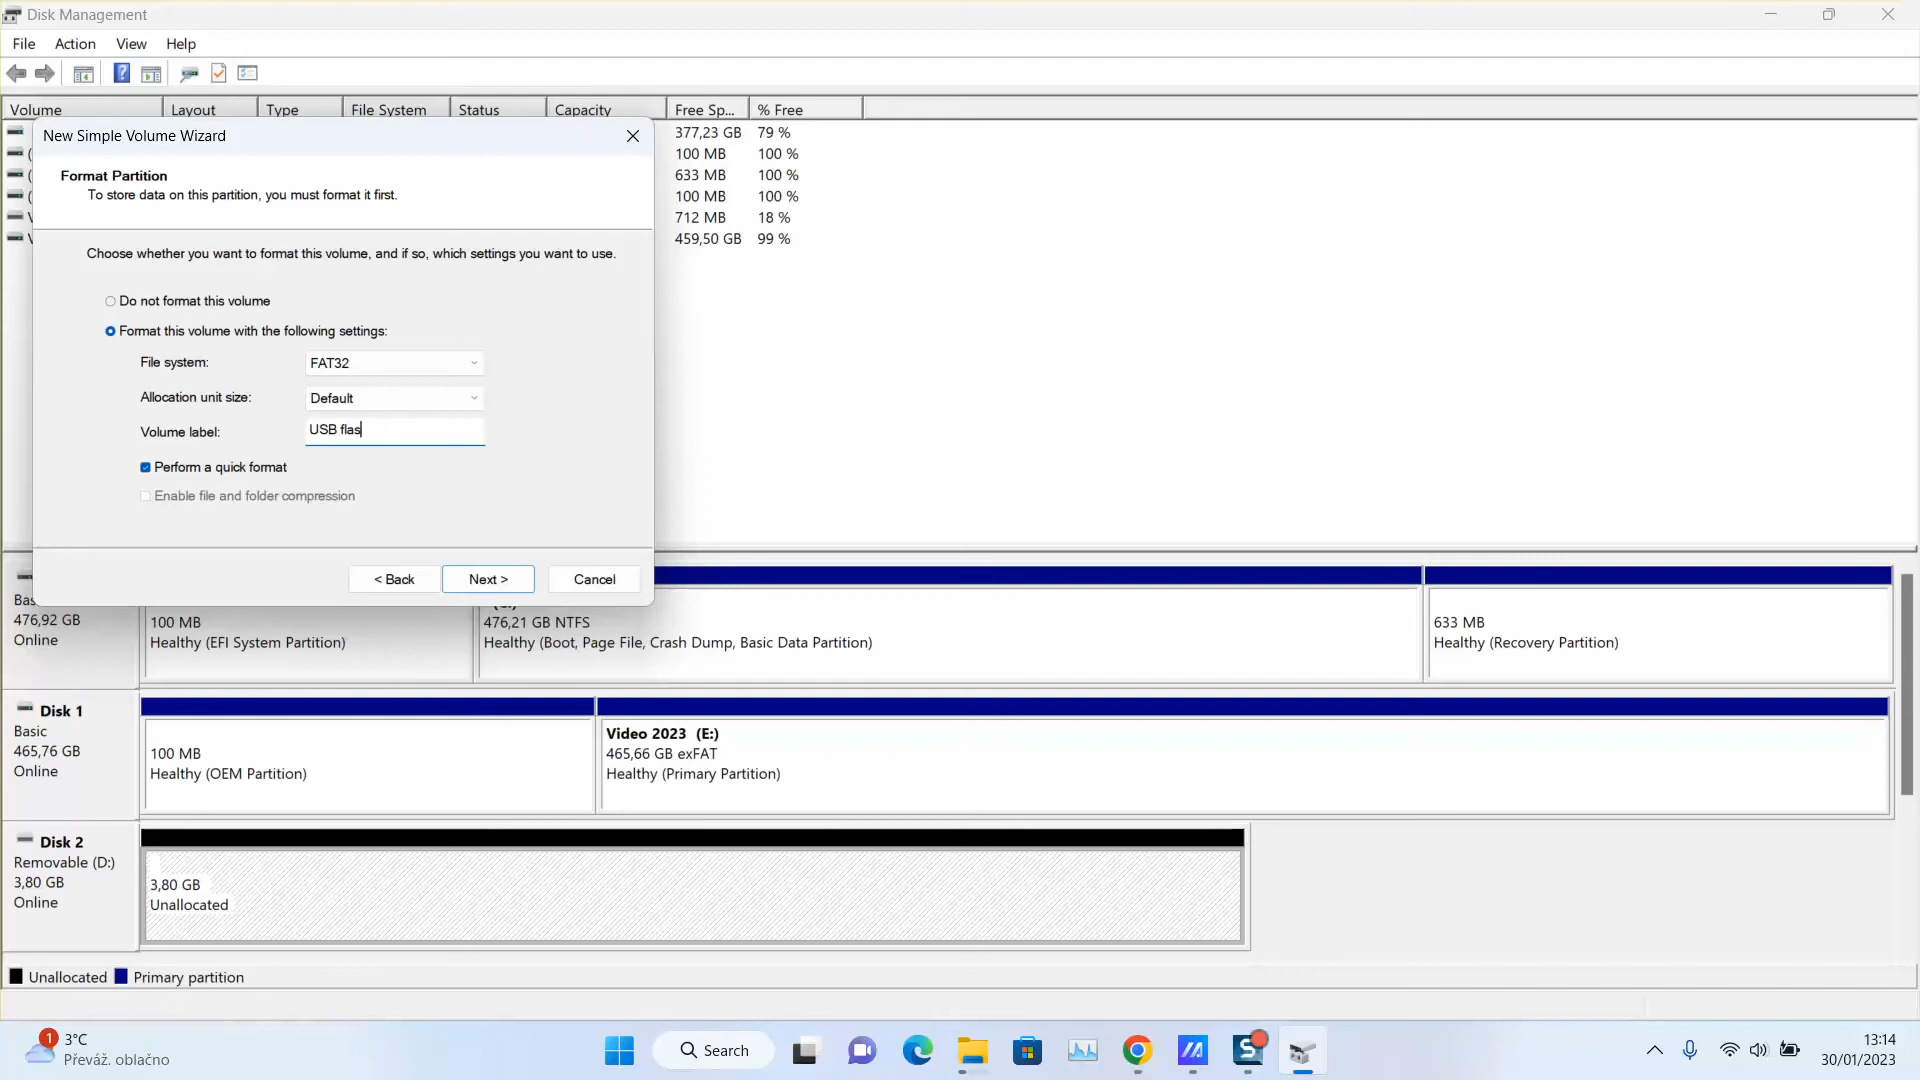 Disk Management
File Action View Help
Volume Layout Type File System Status Capacity Free Sp... % Free
377,23 GB 79 %
100 MB 100 %
633 MB 100 %
100 MB 100 %
712 MB 18 %
459,50 GB 99 %
New Simple Volume Wizard
Format Partition
To store data on this partition, you must format it first.
Choose whether you want to format this volume, and if so, which settings you want to use.
Do not format this volume
Format this volume with the following settings:
File system: FAT32
Allocation unit size: Default
Volume label: USB flas
Perform a quick format
Enable file and folder compression
< Back Next > Cancel
476,92 GB
Online
100 MB
Healthy (EFI System Partition)
476,21 GB NTFS
Healthy (Boot, Page File, Crash Dump, Basic Data Partition)
633 MB
Healthy (Recovery Partition)
Disk 1
Basic
465,76 GB
Online
100 MB
Healthy (OEM Partition)
Video 2023 (E:)
465,66 GB exFAT
Healthy (Primary Partition)
Disk 2
Removable (D:)
3,80 GB
Online
3,80 GB
Unallocated
Unallocated Primary partition
1
3°C
Převáž. oblačno
Search
13:14
30/01/2023